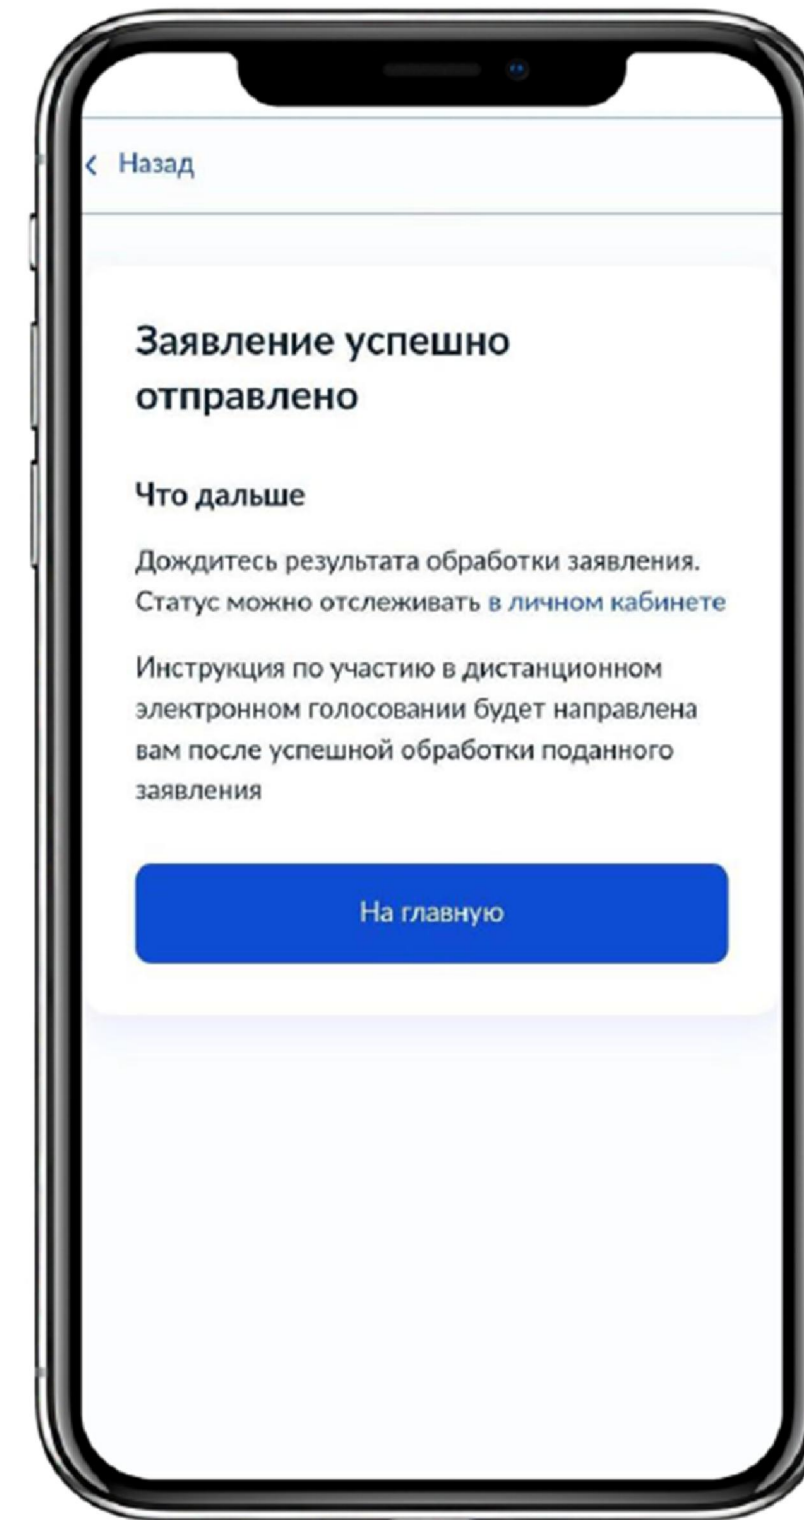 Назад
Заявление успешно
отправлено
Что дальше
Дождитесь результата обработки заявления.
Статус можно отслеживать в личном кабинете
Инструкция по участию в дистанционном
электронном голосовании будет направлена
вам после успешной обработки поданного
заявления
На главную